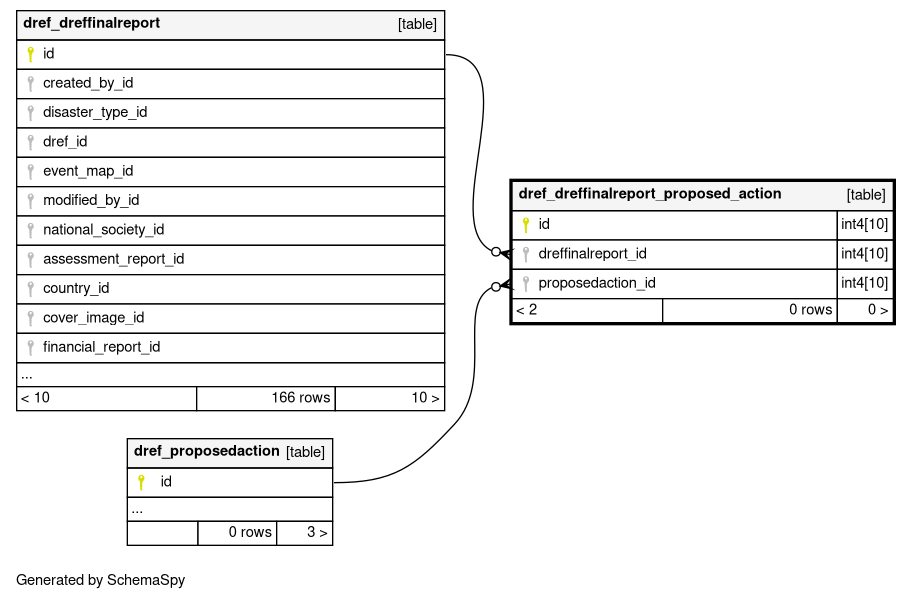 dref_dreffinalreport [table]
id
created_by_id
disaster_type_id
dref_id
event_map_id
modified_by_id
national_society_id
assessment_report_id
country_id
cover_image_id
financial_report_id
...
< 10 166 rows 10 >
dref_dreffinalreport_proposed_action [table]
id int4[10]
dreffinalreport_id int4[10]
proposedaction_id int4[10]
< 2 0 rows 0 >
dref_proposedaction [table]
id
...
0 rows 3 >
Generated by SchemaSpy